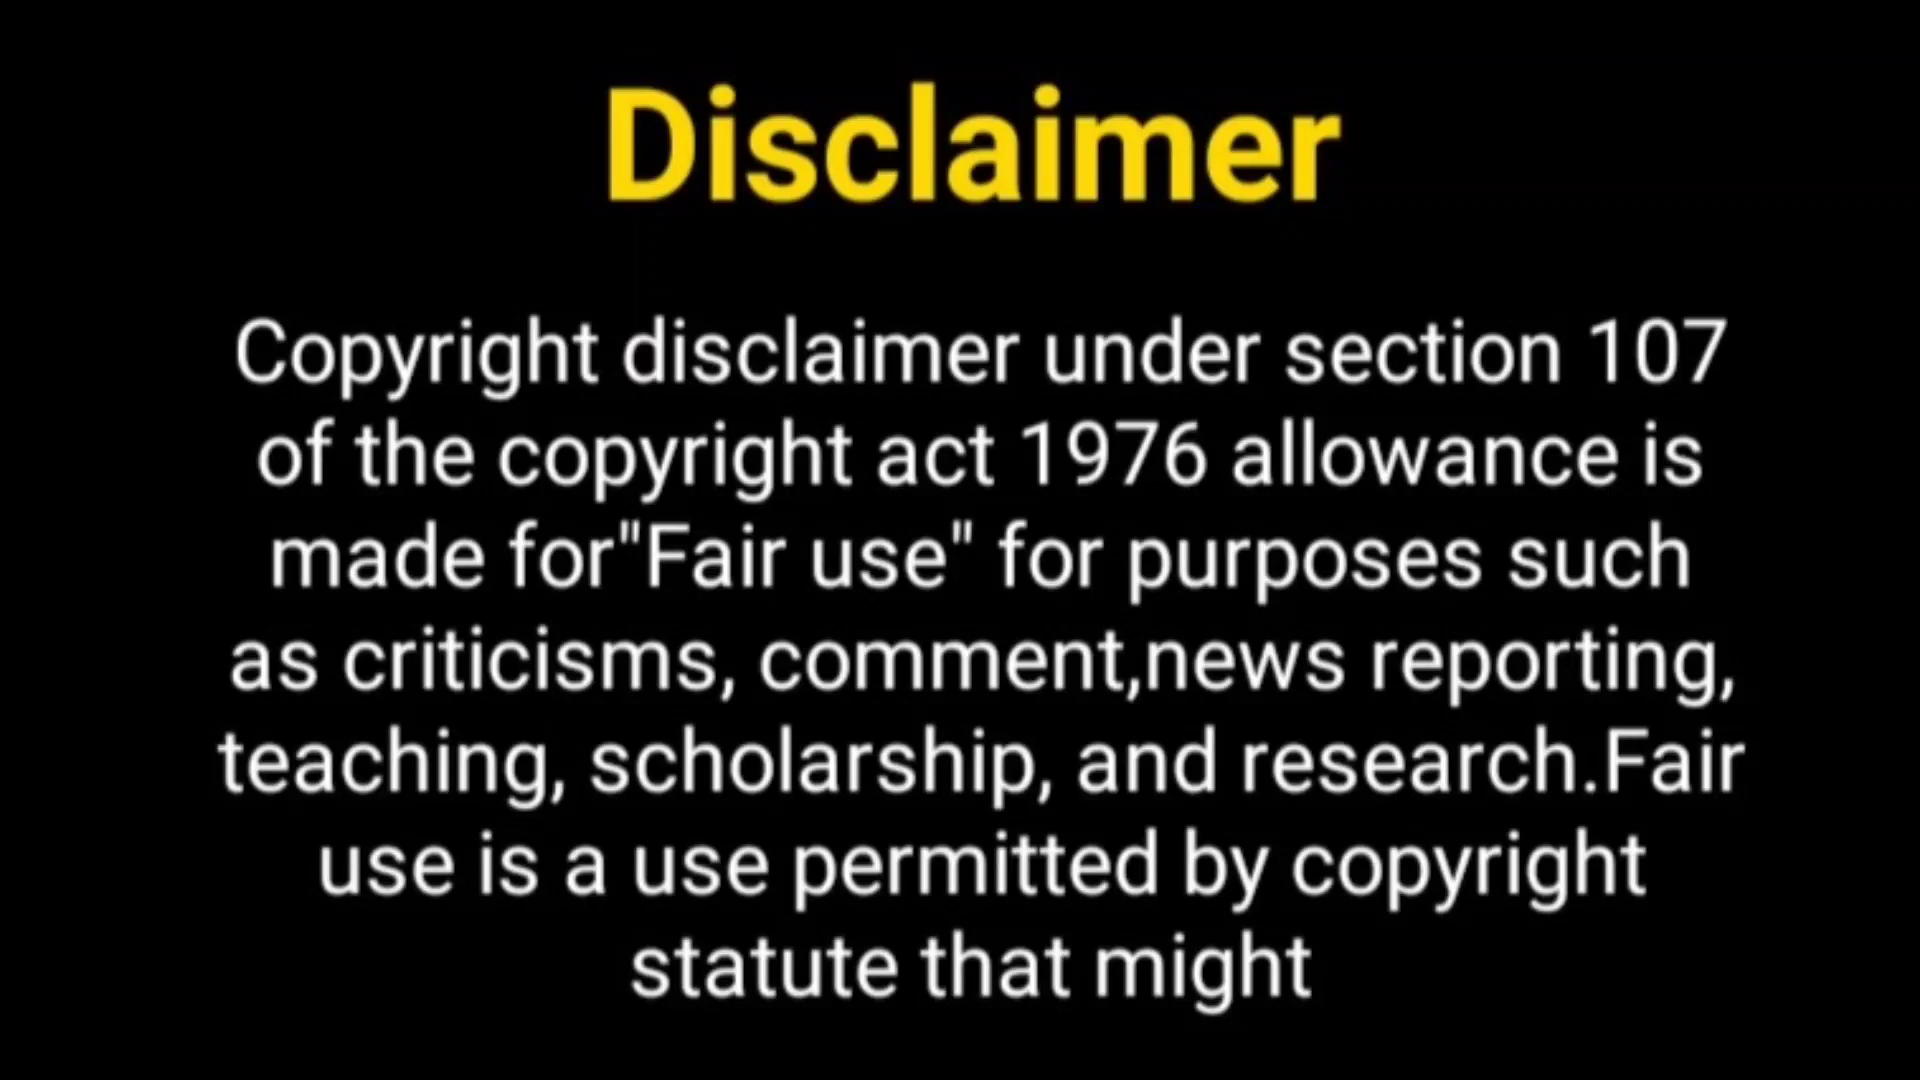 Disclaimer
Copyright disclaimer under section 107
of the copyright act 1976 allowance is
made for"Fair use" for purposes such
as criticisms, comment,news reporting,
teaching, scholarship, and research.Fair
use is a use permitted by copyright
statute that might